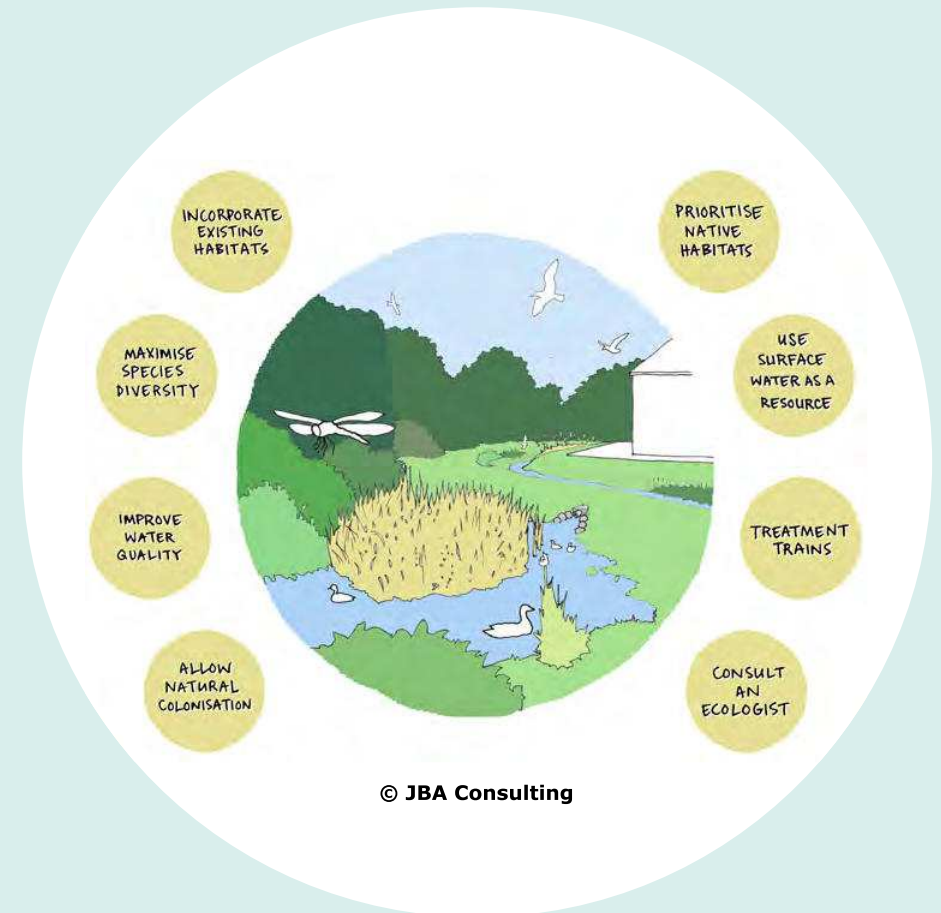 INCORPORATE
EXISTING
HABITATS
PRIORITISE
NATIVE
HABITATS
MAXIMISE
SPECIES
DIVERSITY
USE
SURFACE
WATER AS A
RESOURCE
IMPROVE
WATER
QUALITY
TREATMENT
TRAINS
ALLOW
NATURAL
COLONISATION
CONSULT
AN
ECOLOGIST
© JBA Consulting